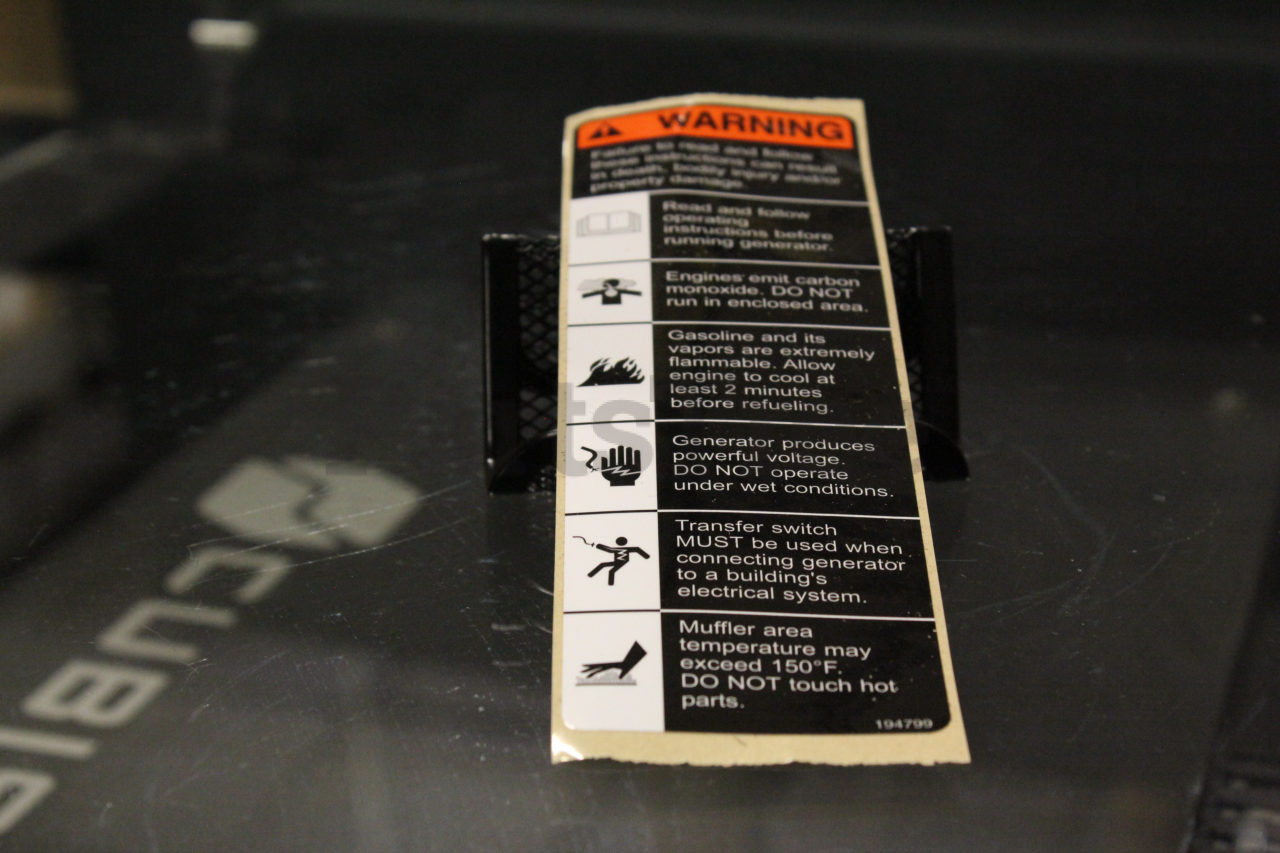 WARNING
Failure to read and follow
these instructions can result
in death, bodily injury and/or
property damage.
Read and follow
operating
instructions before
running generator.
Engines emit carbon
monoxide. DO NOT
run in enclosed area.
Gasoline and its
vapors are extremely
flammable. Allow
engine to cool at
least 2 minutes
before refueling.
Generator produces
powerful voltage.
DO NOT operate
under wet conditions.
Transfer switch
MUST be used when
connecting generator
to a building's
electrical system.
Muffler area
temperature may
exceed 150°F.
DO NOT touch hot
parts.
194799